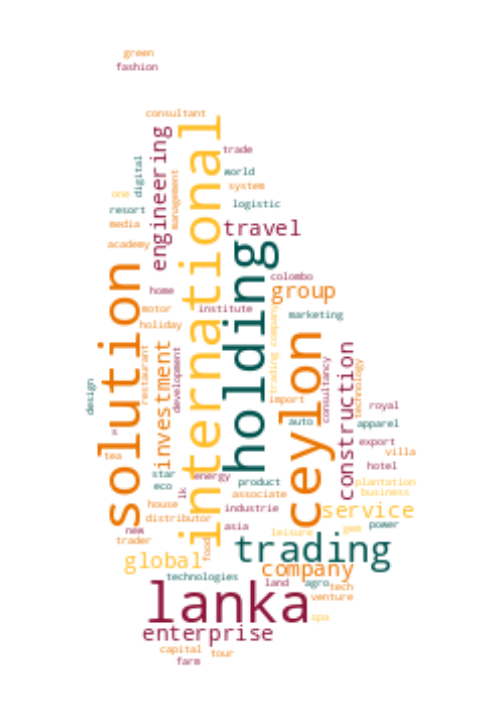 green
fashion
consultant
international
engineering
trade
digital
world
management
system
one
logistic
resort
media
travel
academy
holding
solution
colombo
home
group
motor
institute
marketing
holiday
trading company
ceylon
investment
restaurant
development
construction
consultancy
technology
import
design
royal
auto
apparel
s
export
tea
villa
hotel
star
energy
product
plantation
eco
lk
associate
business
house
industrie
service
distributor
new
asia
leisure
gem
power
trader
food
trading
global
company
technologies
land
agro
tech
lanka
venture
spa
enterprise
capital
tour
farm